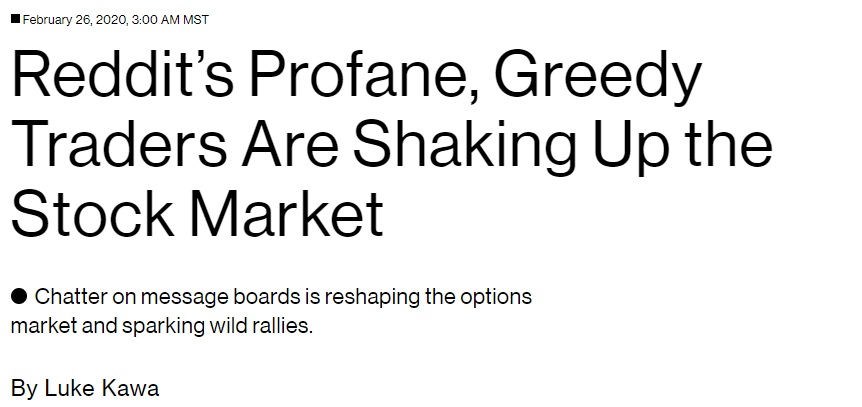 February 26, 2020, 3:00 AM MST
Reddit’s Profane, Greedy
Traders Are Shaking Up the
Stock Market
Chatter on message boards is reshaping the options
market and sparking wild rallies.
By Luke Kawa